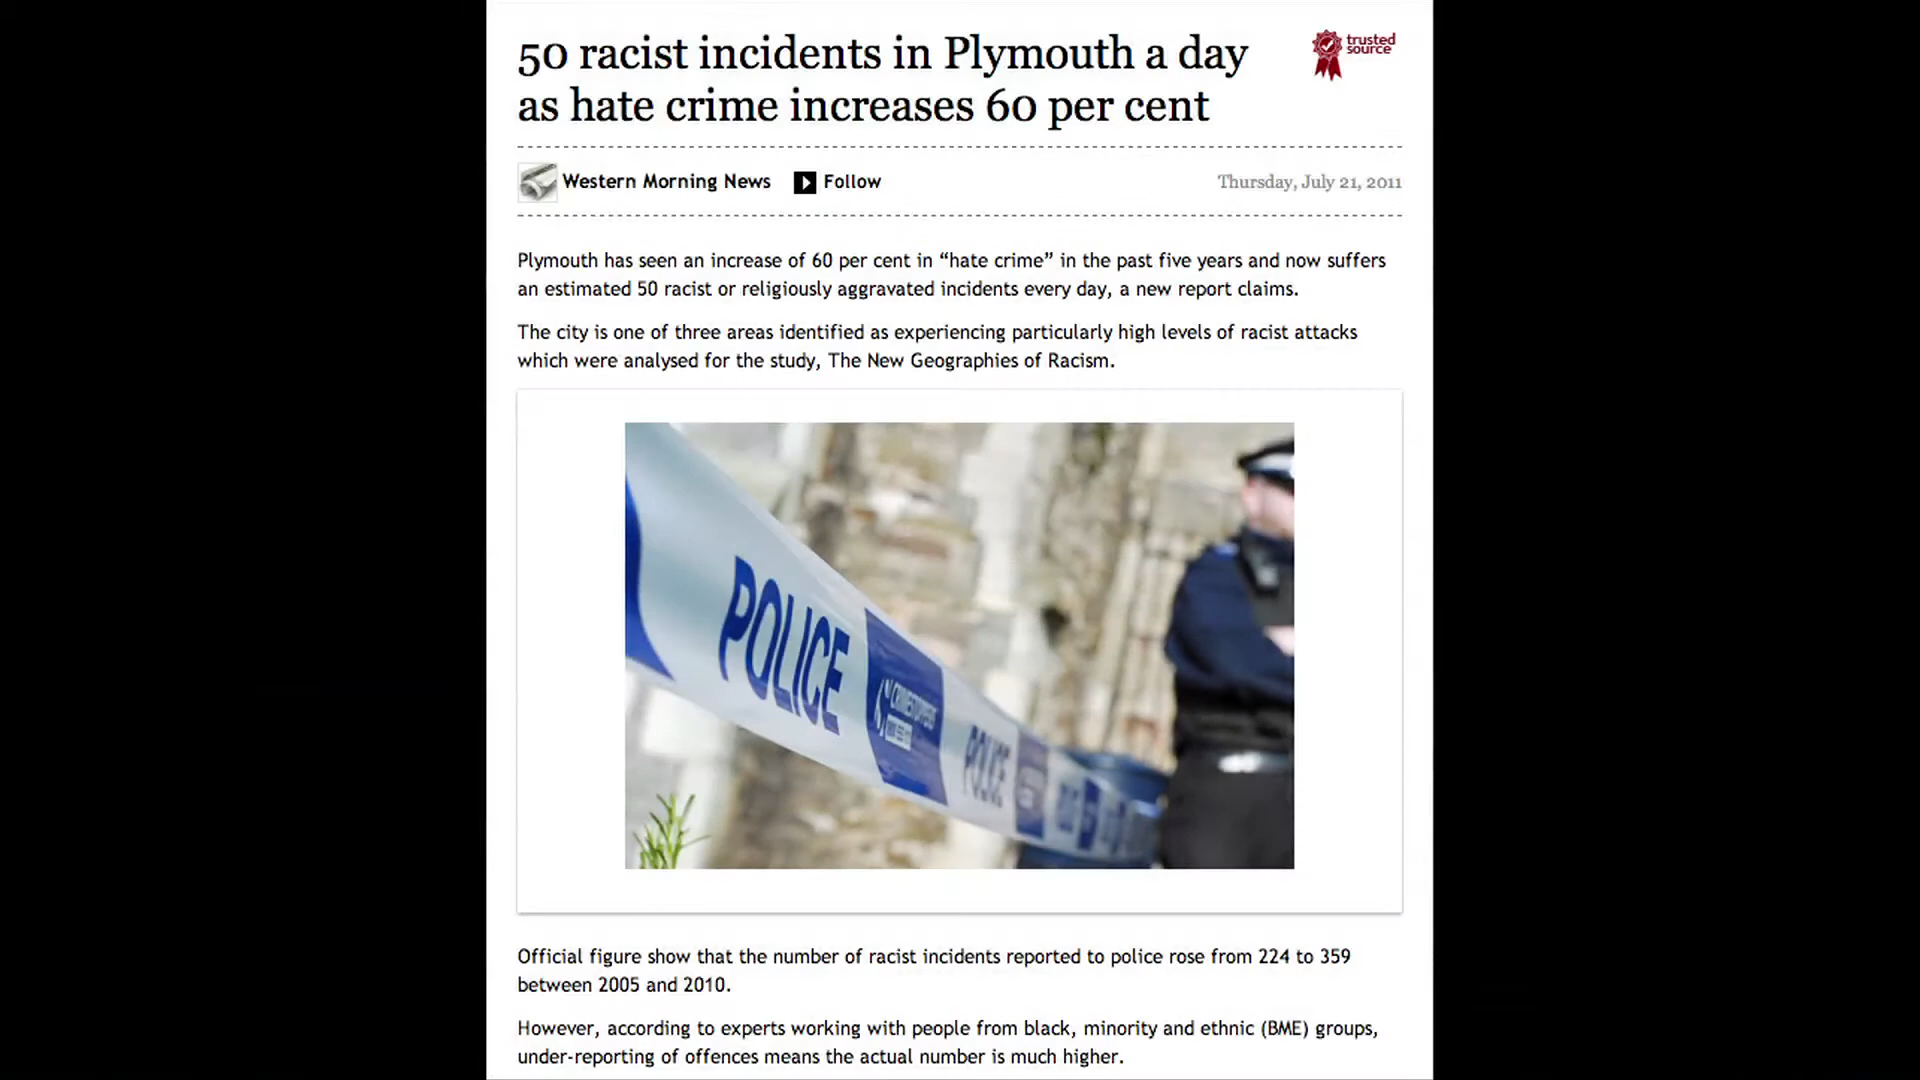 50 racist incidents in Plymouth a day
as hate crime increases 60 per cent
trusted
source
Western Morning News
Follow
Thursday, July 21, 2011
Plymouth has seen an increase of 60 per cent in “hate crime” in the past five years and now suffers
an estimated 50 racist or religiously aggravated incidents every day, a new report claims.
The city is one of three areas identified as experiencing particularly high levels of racist attacks
which were analysed for the study, The New Geographies of Racism.
POLICE
CRIMESTOPPERS
POLICE
Official figure show that the number of racist incidents reported to police rose from 224 to 359
between 2005 and 2010.
However, according to experts working with people from black, minority and ethnic (BME) groups,
under-reporting of offences means the actual number is much higher.